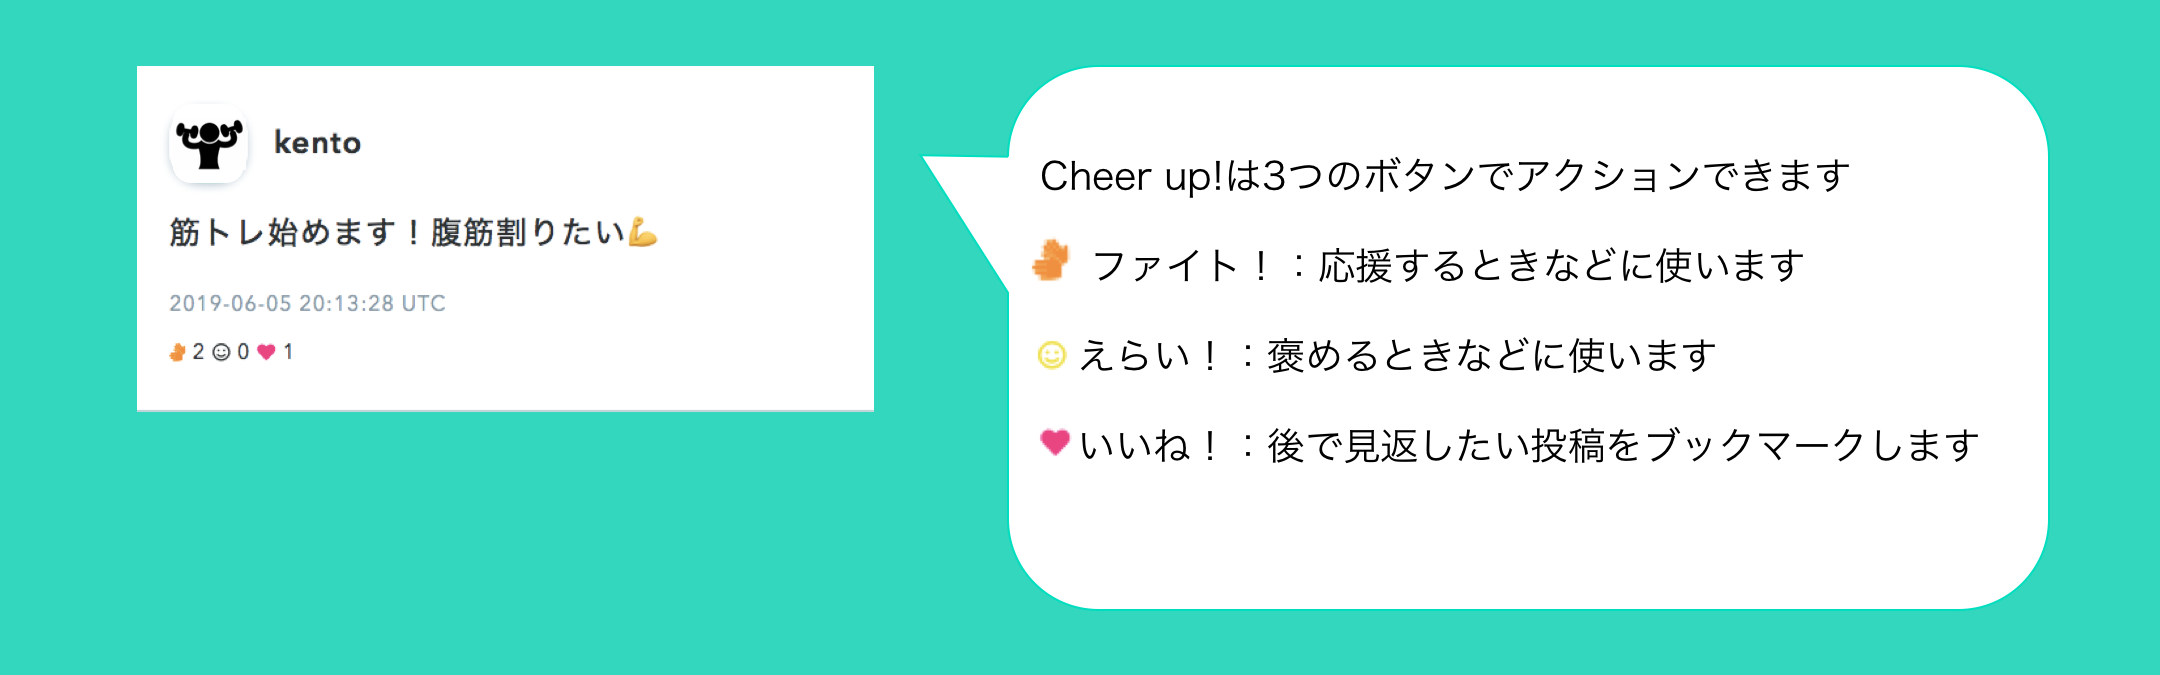 kento
筋トレ始めます！腹筋割りたい💪
2019-06-05 20:13:28 UTC
2 0 1
Cheer up!は3つのボタンでアクションできます
ファイト！：応援するときなどに使います
えらい！：褒めるときなどに使います
いいね！：後で見返したい投稿をブックマークします